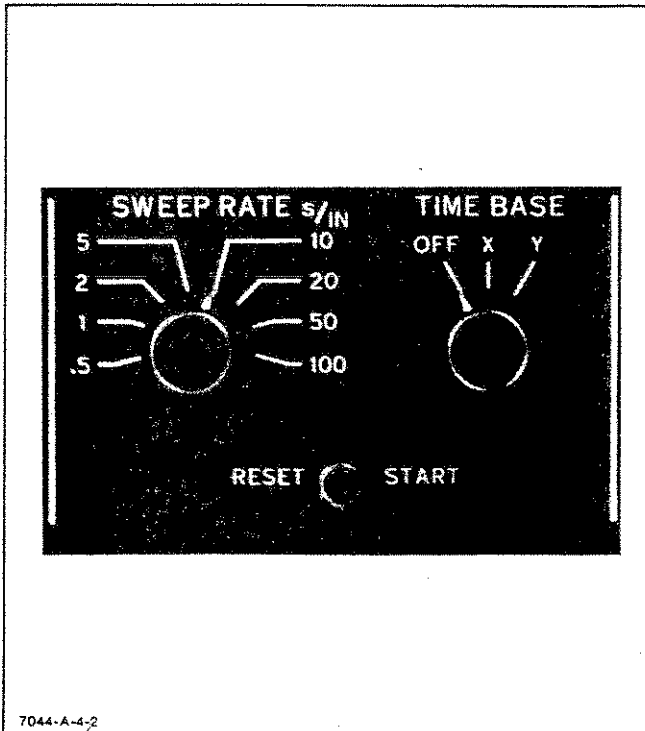 SWEEP RATE s/IN
TIME BASE
5
10
OFF X Y
2
20
1
50
.5
100
RESET START
7044-A-4-2